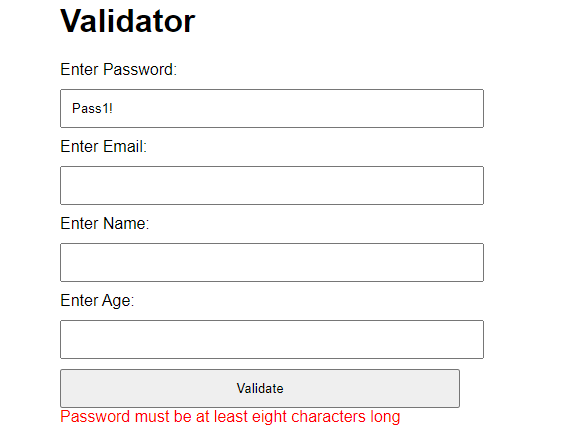 Validator
Enter Password:
Pass1!
Enter Email:
Enter Name:
Enter Age:
Validate
Password must be at least eight characters long